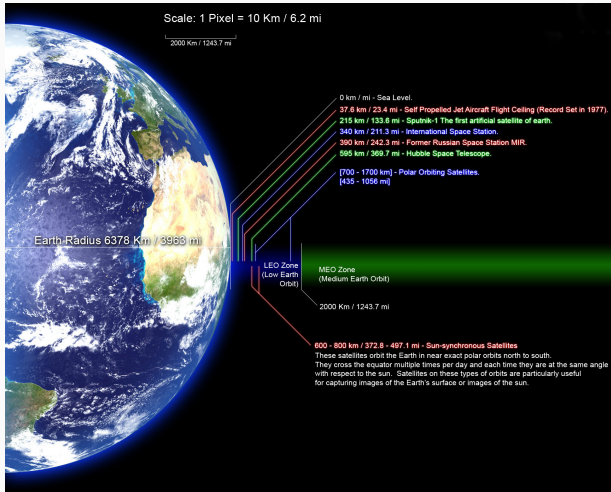 Scale: 1 Pixel = 10 Km / 6.2 mi
2000 Km / 1243.7 mi
0 km / mi - Sea Level.
37.6 km / 23.4 mi - Self Propelled Jet Aircraft Flight Ceiling (Record Set in 1977).
215 km / 133.6 mi - Sputnik-1 The first artificial satellite of earth.
340 km / 211.3 mi - International Space Station.
390 km / 242.3 mi - Former Russian Space Station MIR.
595 km / 369.7 mi - Hubble Space Telescope.
[700 - 1700 km] - Polar Orbiting Satellites.
[435 - 1056 mi]
Earth Radius 6378 Km / 3963 mi
LEO Zone
(Low Earth
Orbit)
MEO Zone
(Medium Earth Orbit)
2000 Km / 1243.7 mi
600 - 800 km / 372.8 - 497.1 mi - Sun-synchronous Satellites
These satellites orbit the Earth in near exact polar orbits north to south.
They cross the equator multiple times per day and each time they are at the same angle
with respect to the sun. Satellites on these types of orbits are particularly useful
for capturing images of the Earth's surface or images of the sun.